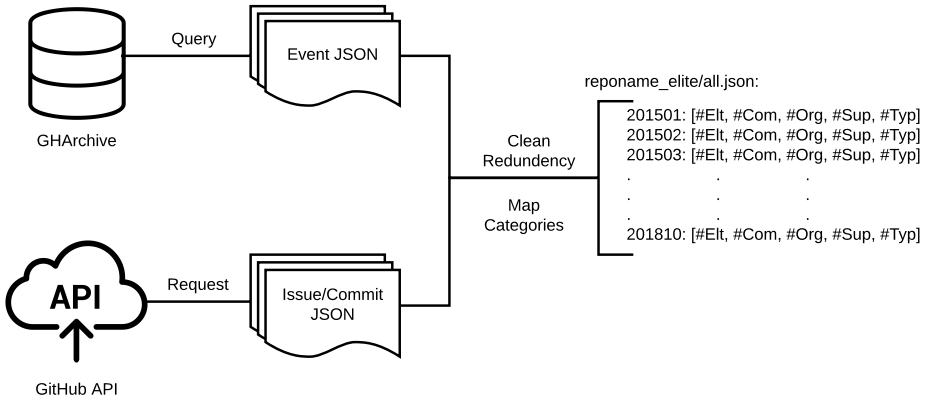 Query
Event JSON
GHArchive
reponame_elite/all.json:
201501: [#Elt, #Com, #Org, #Sup, #Typ]
201502: [#Elt, #Com, #Org, #Sup, #Typ]
201503: [#Elt, #Com, #Org, #Sup, #Typ]
. . .
. . .
. . .
201810: [#Elt, #Com, #Org, #Sup, #Typ]
Clean
Redundency
Map
Categories
API
Request
Issue/Commit
JSON
GitHub API